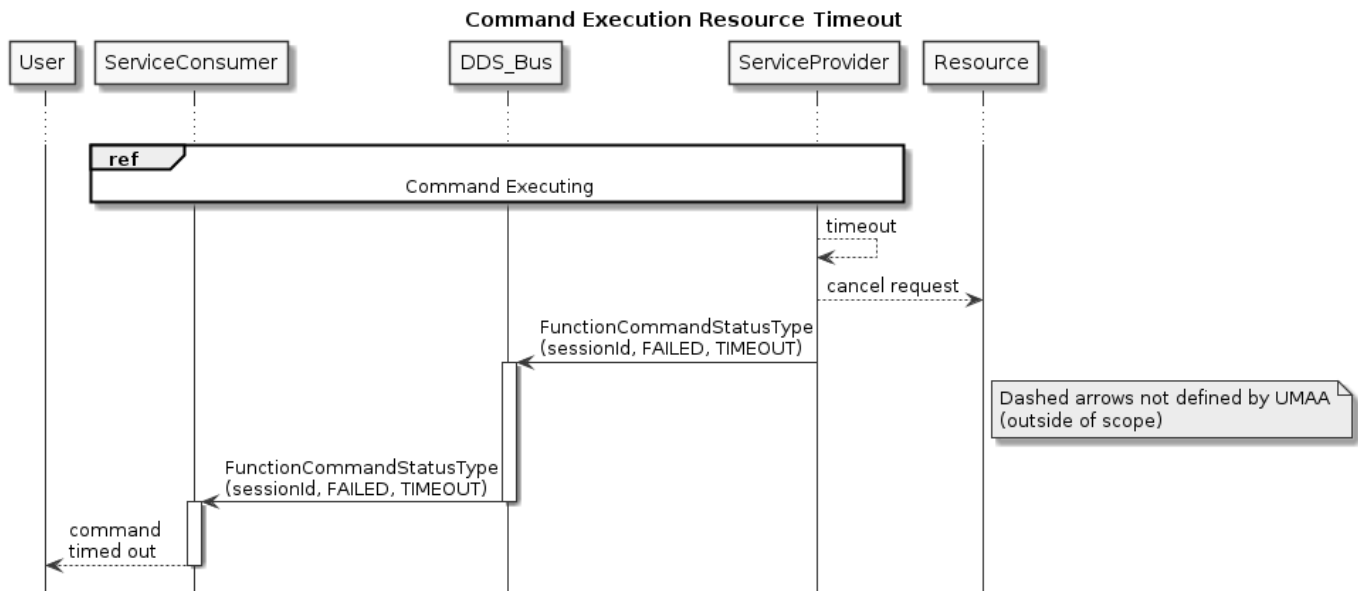 Command Execution Resource Timeout
User
ServiceConsumer
DDS_Bus
ServiceProvider
Resource
ref
Command Executing
timeout
cancel request
FunctionCommandStatusType
(sessionId, FAILED, TIMEOUT)
Dashed arrows not defined by UMAA
(outside of scope)
FunctionCommandStatusType
(sessionId, FAILED, TIMEOUT)
command
timed out